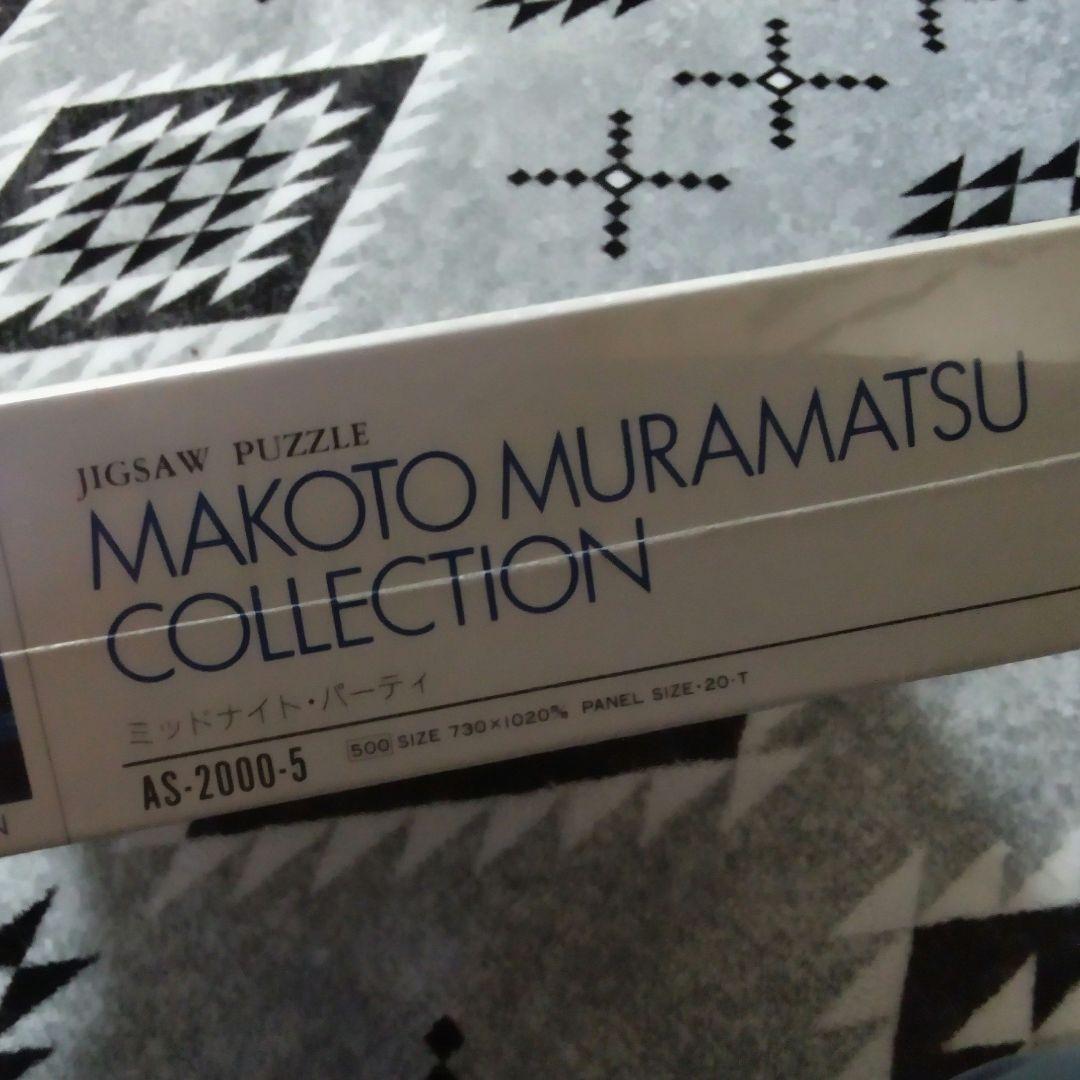 JIGSAW PUZZLE
MAKOTO MURAMATSU
COLLECTION
ミッドナイト・パーティ
AS-2000-5
500 SIZE 730×1020% PANEL SIZE・20-T
N